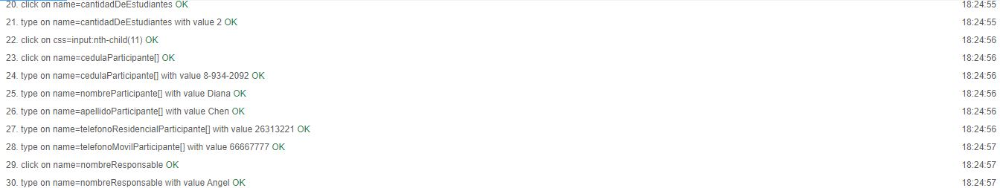 20. click on name=cantidadDeEstudiantes OK 18:24:55
21. type on name=cantidadDeEstudiantes with value 2 OK 18:24:55
22. click on css=input:nth-child(11) OK 18:24:56
23. click on name=cedulaParticipante[] OK 18:24:56
24. type on name=cedulaParticipante[] with value 8-934-2092 OK 18:24:56
25. type on name=nombreParticipante[] with value Diana OK 18:24:56
26. type on name=apellidoParticipante[] with value Chen OK 18:24:56
27. type on name=telefonoResidencialParticipante[] with value 26313221 OK 18:24:56
28. type on name=telefonoMovilParticipante[] with value 66667777 OK 18:24:57
29. click on name=nombreResponsable OK 18:24:57
30. type on name=nombreResponsable with value Angel OK 18:24:57